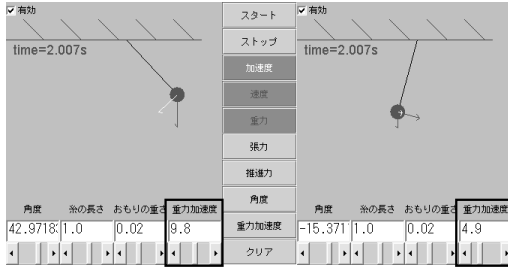 有効
time=2.007s
角度 糸の長さ おもりの重さ 重力加速度
42.9718 1.0 0.02 9.8
スタート
ストップ
加速度
速度
重力
張力
推進力
角度
重力加速度
クリア
有効
time=2.007s
角度 糸の長さ おもりの重さ 重力加速度
-15.371 1.0 0.02 4.9